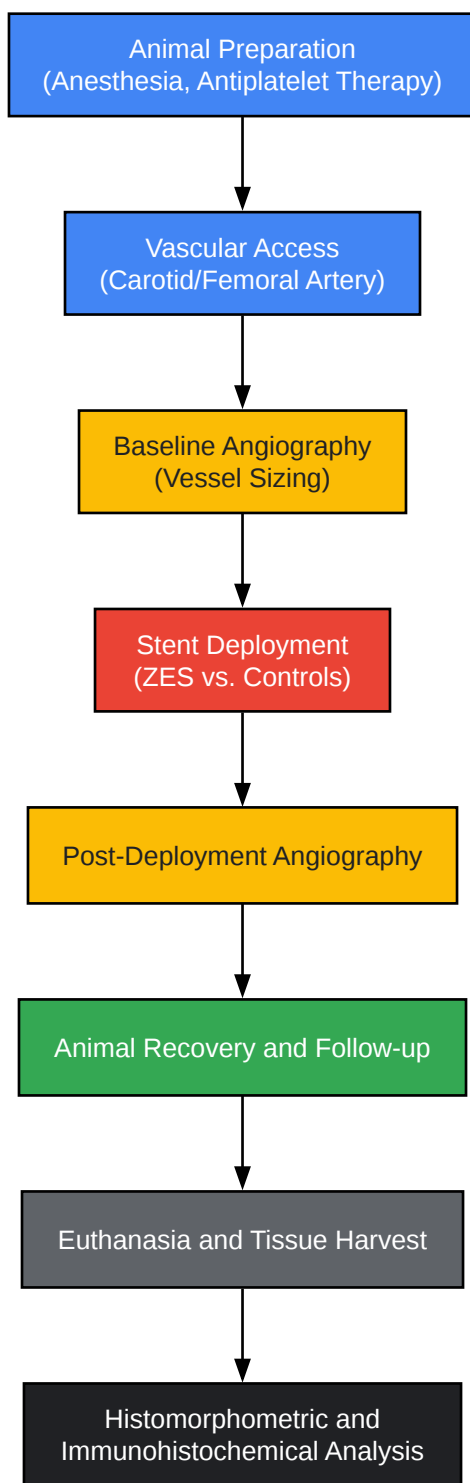 Animal Preparation
(Anesthesia, Antiplatelet Therapy)
Vascular Access
(Carotid/Femoral Artery)
Baseline Angiography
(Vessel Sizing)
Stent Deployment
(ZES vs. Controls)
Post-Deployment Angiography
Animal Recovery and Follow-up
Euthanasia and Tissue Harvest
Histomorphometric and
Immunohistochemical Analysis